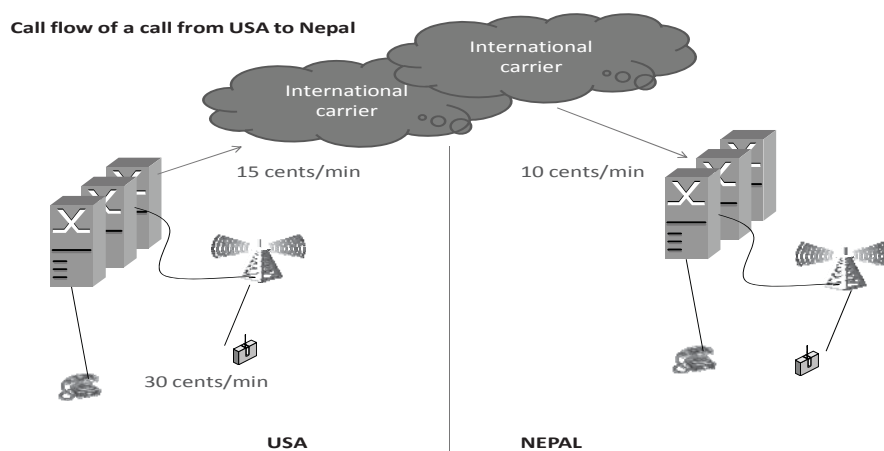 Call flow of a call from USA to Nepal
International
carrier
International
carrier
15 cents/min
10 cents/min
30 cents/min
USA
NEPAL